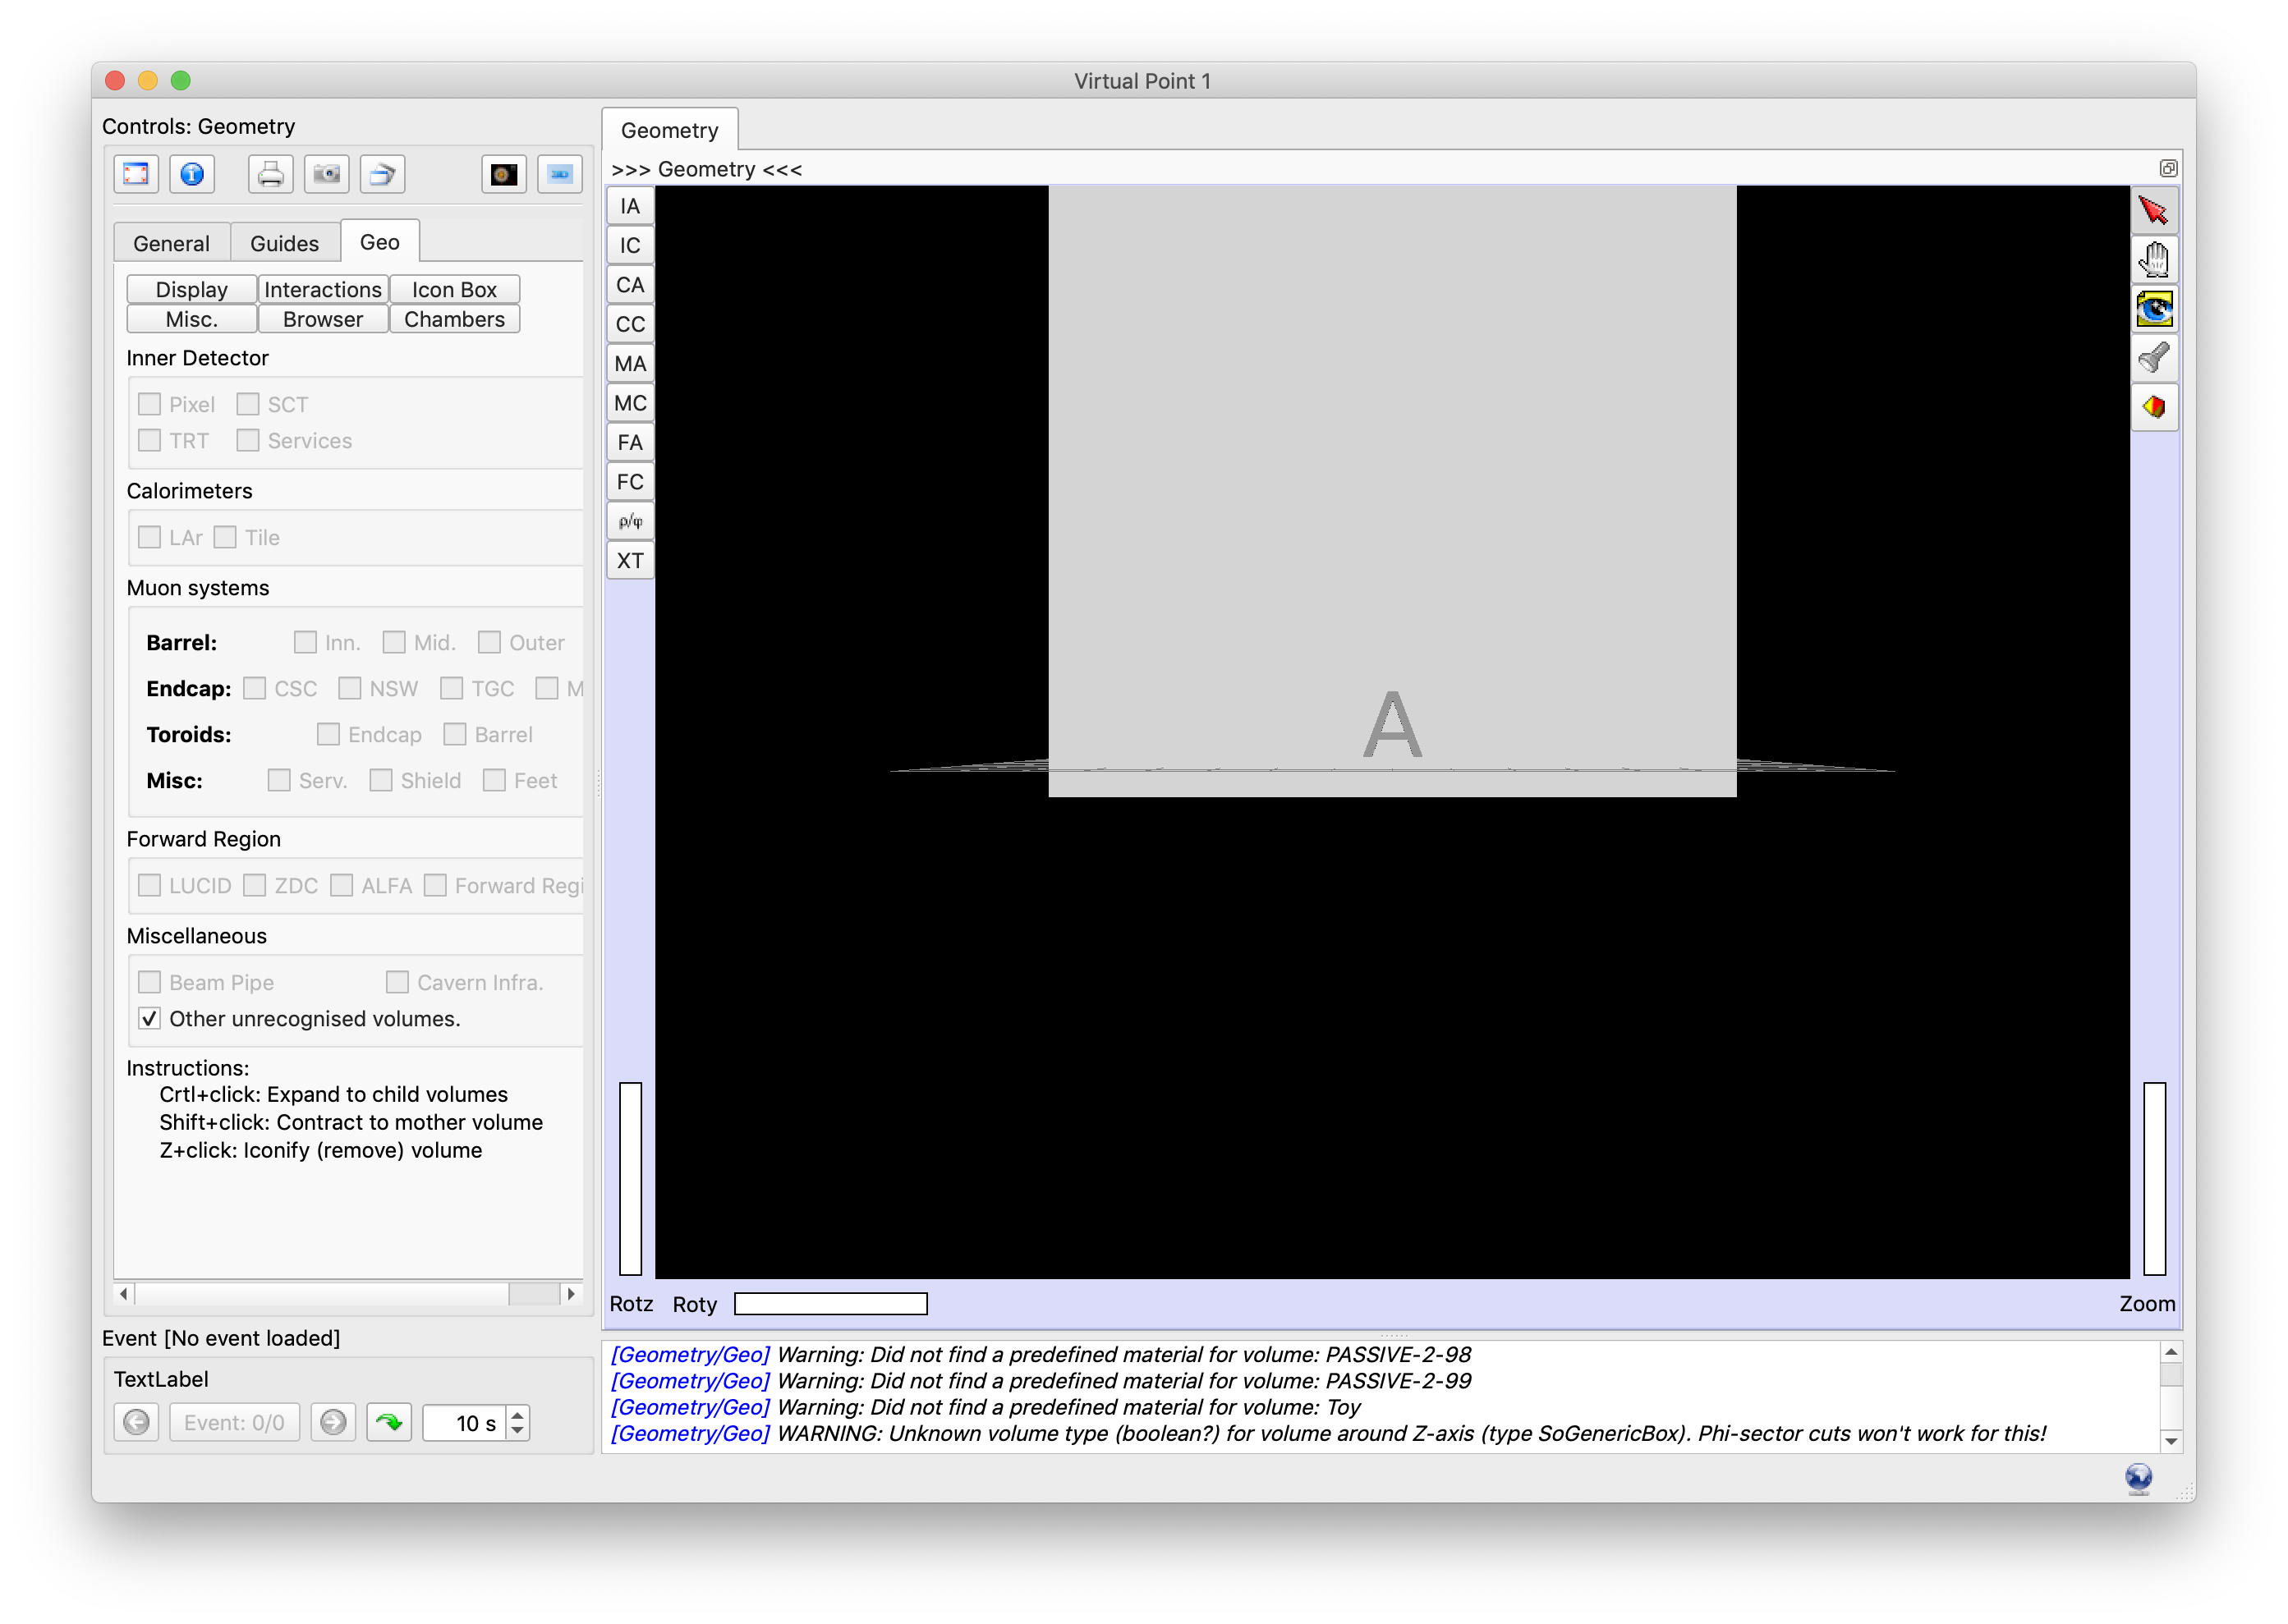 Virtual Point 1
Controls: Geometry
General Guides Geo
Display Interactions Icon Box
Misc. Browser Chambers
Inner Detector
Pixel SCT
TRT Services
Calorimeters
LAr Tile
Muon systems
Barrel: Inn. Mid. Outer
Endcap: CSC NSW TGC M
Toroids: Endcap Barrel
Misc: Serv. Shield Feet
Forward Region
LUCID ZDC ALFA Forward Regi
Miscellaneous
Beam Pipe Cavern Infra.
Other unrecognised volumes.
Instructions:
Crtl+click: Expand to child volumes
Shift+click: Contract to mother volume
Z+click: Iconify (remove) volume
Event [No event loaded]
TextLabel
Event: 0/0 10 s
Geometry
>>> Geometry <<<
IA
IC
CA
CC
MA
MC
FA
FC
ρ/φ
XT
A
Rotz Roty Zoom
[Geometry/Geo] Warning: Did not find a predefined material for volume: PASSIVE-2-98
[Geometry/Geo] Warning: Did not find a predefined material for volume: PASSIVE-2-99
[Geometry/Geo] Warning: Did not find a predefined material for volume: Toy
[Geometry/Geo] WARNING: Unknown volume type (boolean?) for volume around Z-axis (type SoGenericBox). Phi-sector cuts won't work for this!